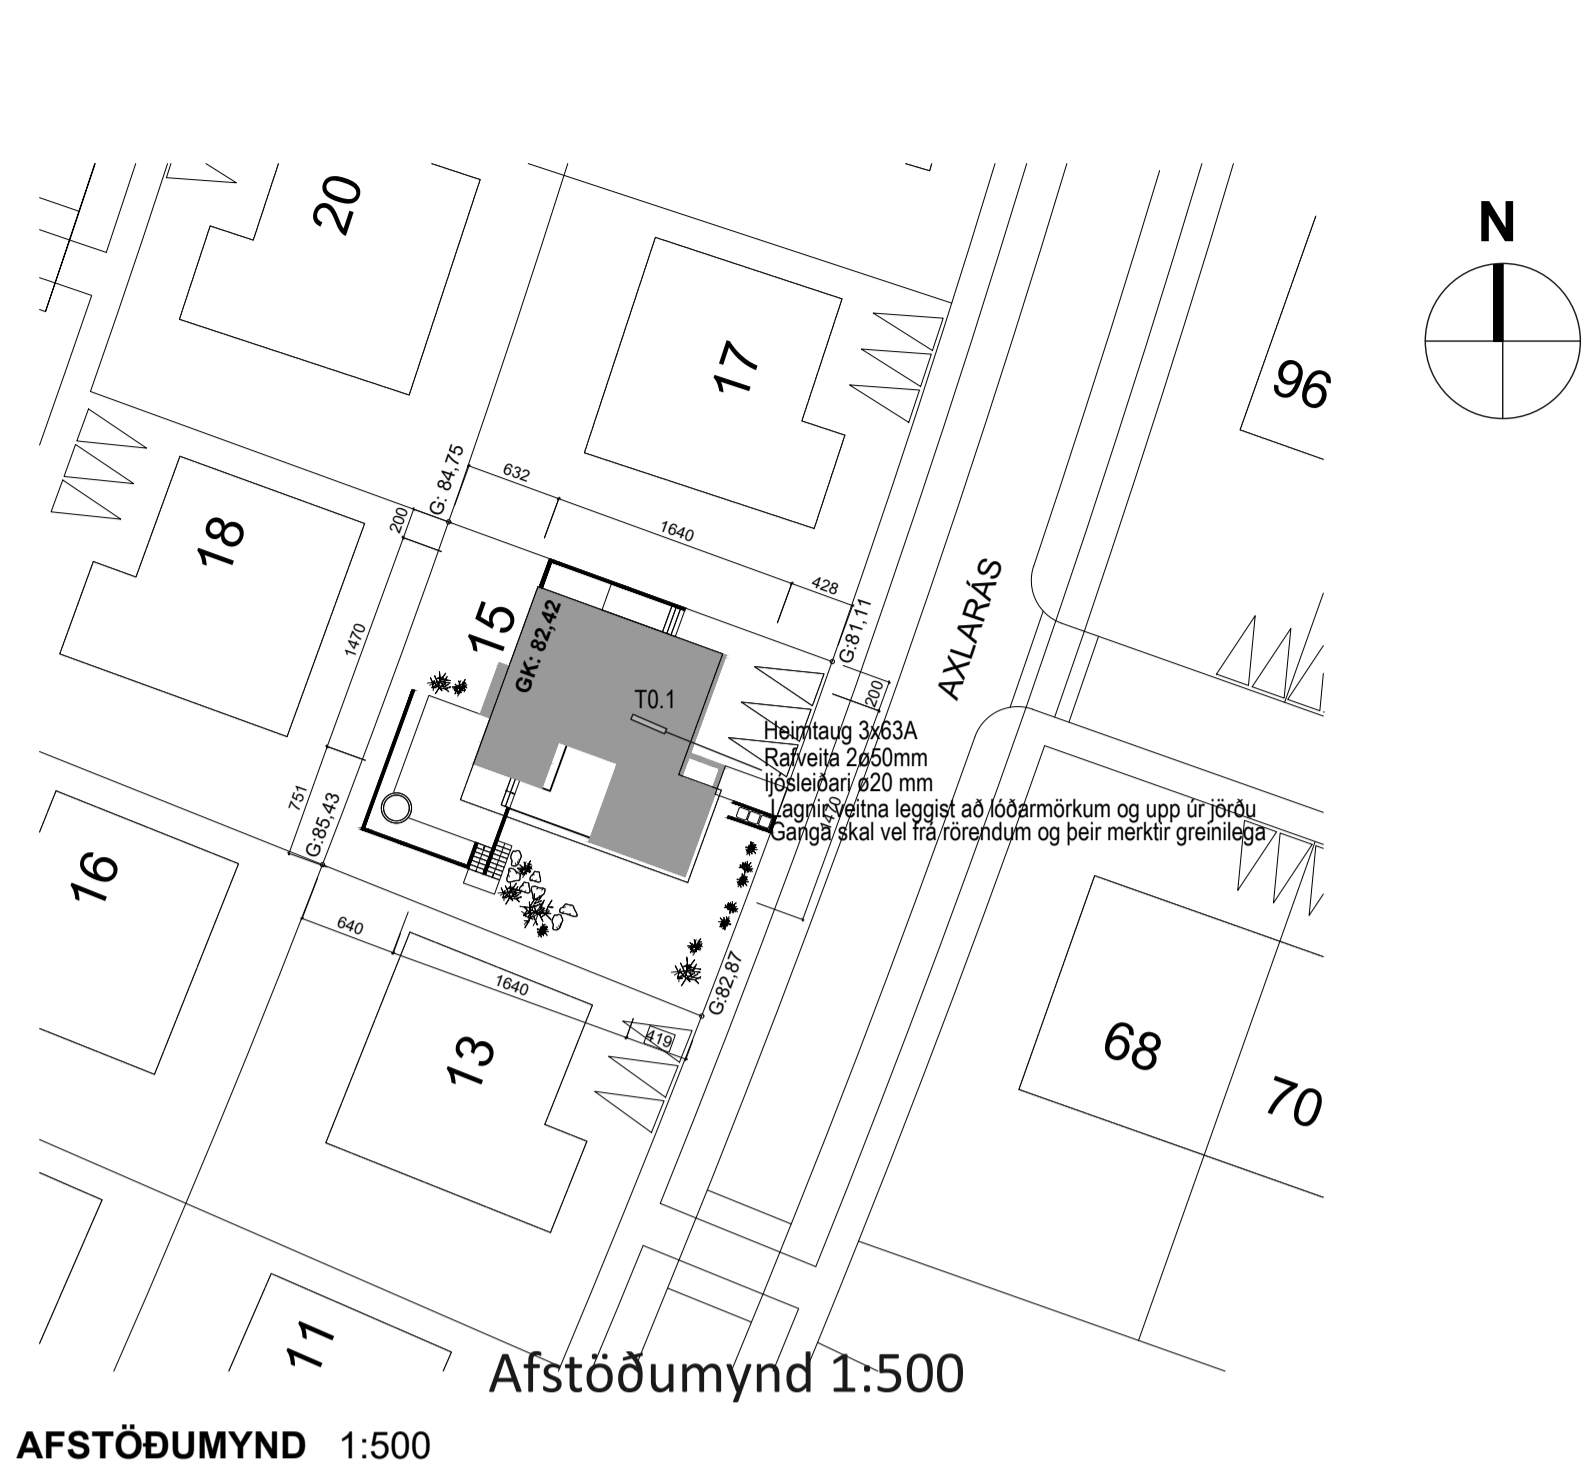 20
N
17
96
G: 84,75
632
200
1640
18
428
15
GK: 82,42
G:81,11
AXLARÁS
1470
T0.1
200
Heimtaug 3x63A
Rafveita 2ø50mm
ljósleiðari ø20 mm
Lagnir veitna leggist að lóðarmörkum og upp úr jörðu
Ganga skal vel frá rörendum og þeir merktir greinilega
1470
751
G:85,43
16
640
1640
G:82,87
419
13
68
70
11
Afstöðumynd 1:500
AFSTÖÐUMYND 1:500